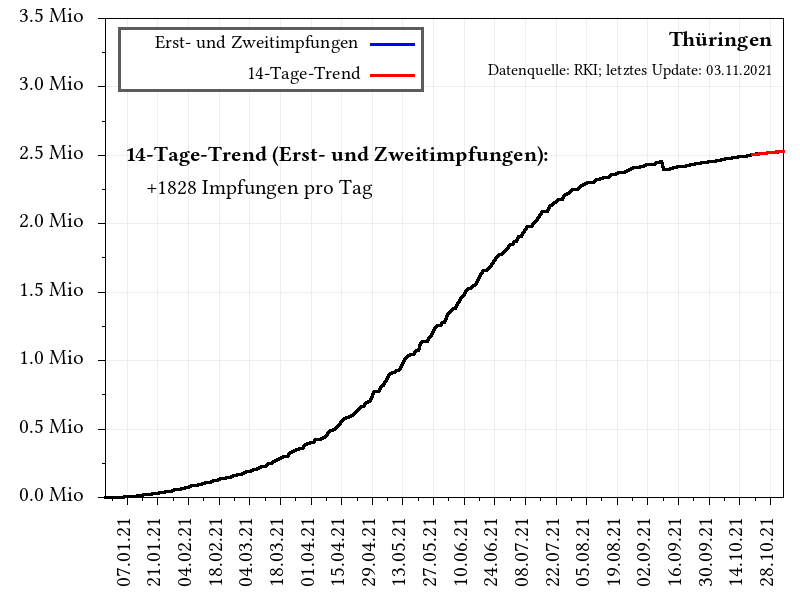 3.5 Mio
3.0 Mio
2.5 Mio
2.0 Mio
1.5 Mio
1.0 Mio
0.5 Mio
0.0 Mio
Erst- und Zweitimpfungen
14-Tage-Trend
Thüringen
Datenquelle: RKI; letztes Update: 03.11.2021
14-Tage-Trend (Erst- und Zweitimpfungen):
+1828 Impfungen pro Tag
07.01.21
21.01.21
04.02.21
18.02.21
04.03.21
18.03.21
01.04.21
15.04.21
29.04.21
13.05.21
27.05.21
10.06.21
24.06.21
08.07.21
22.07.21
05.08.21
19.08.21
02.09.21
16.09.21
30.09.21
14.10.21
28.10.21